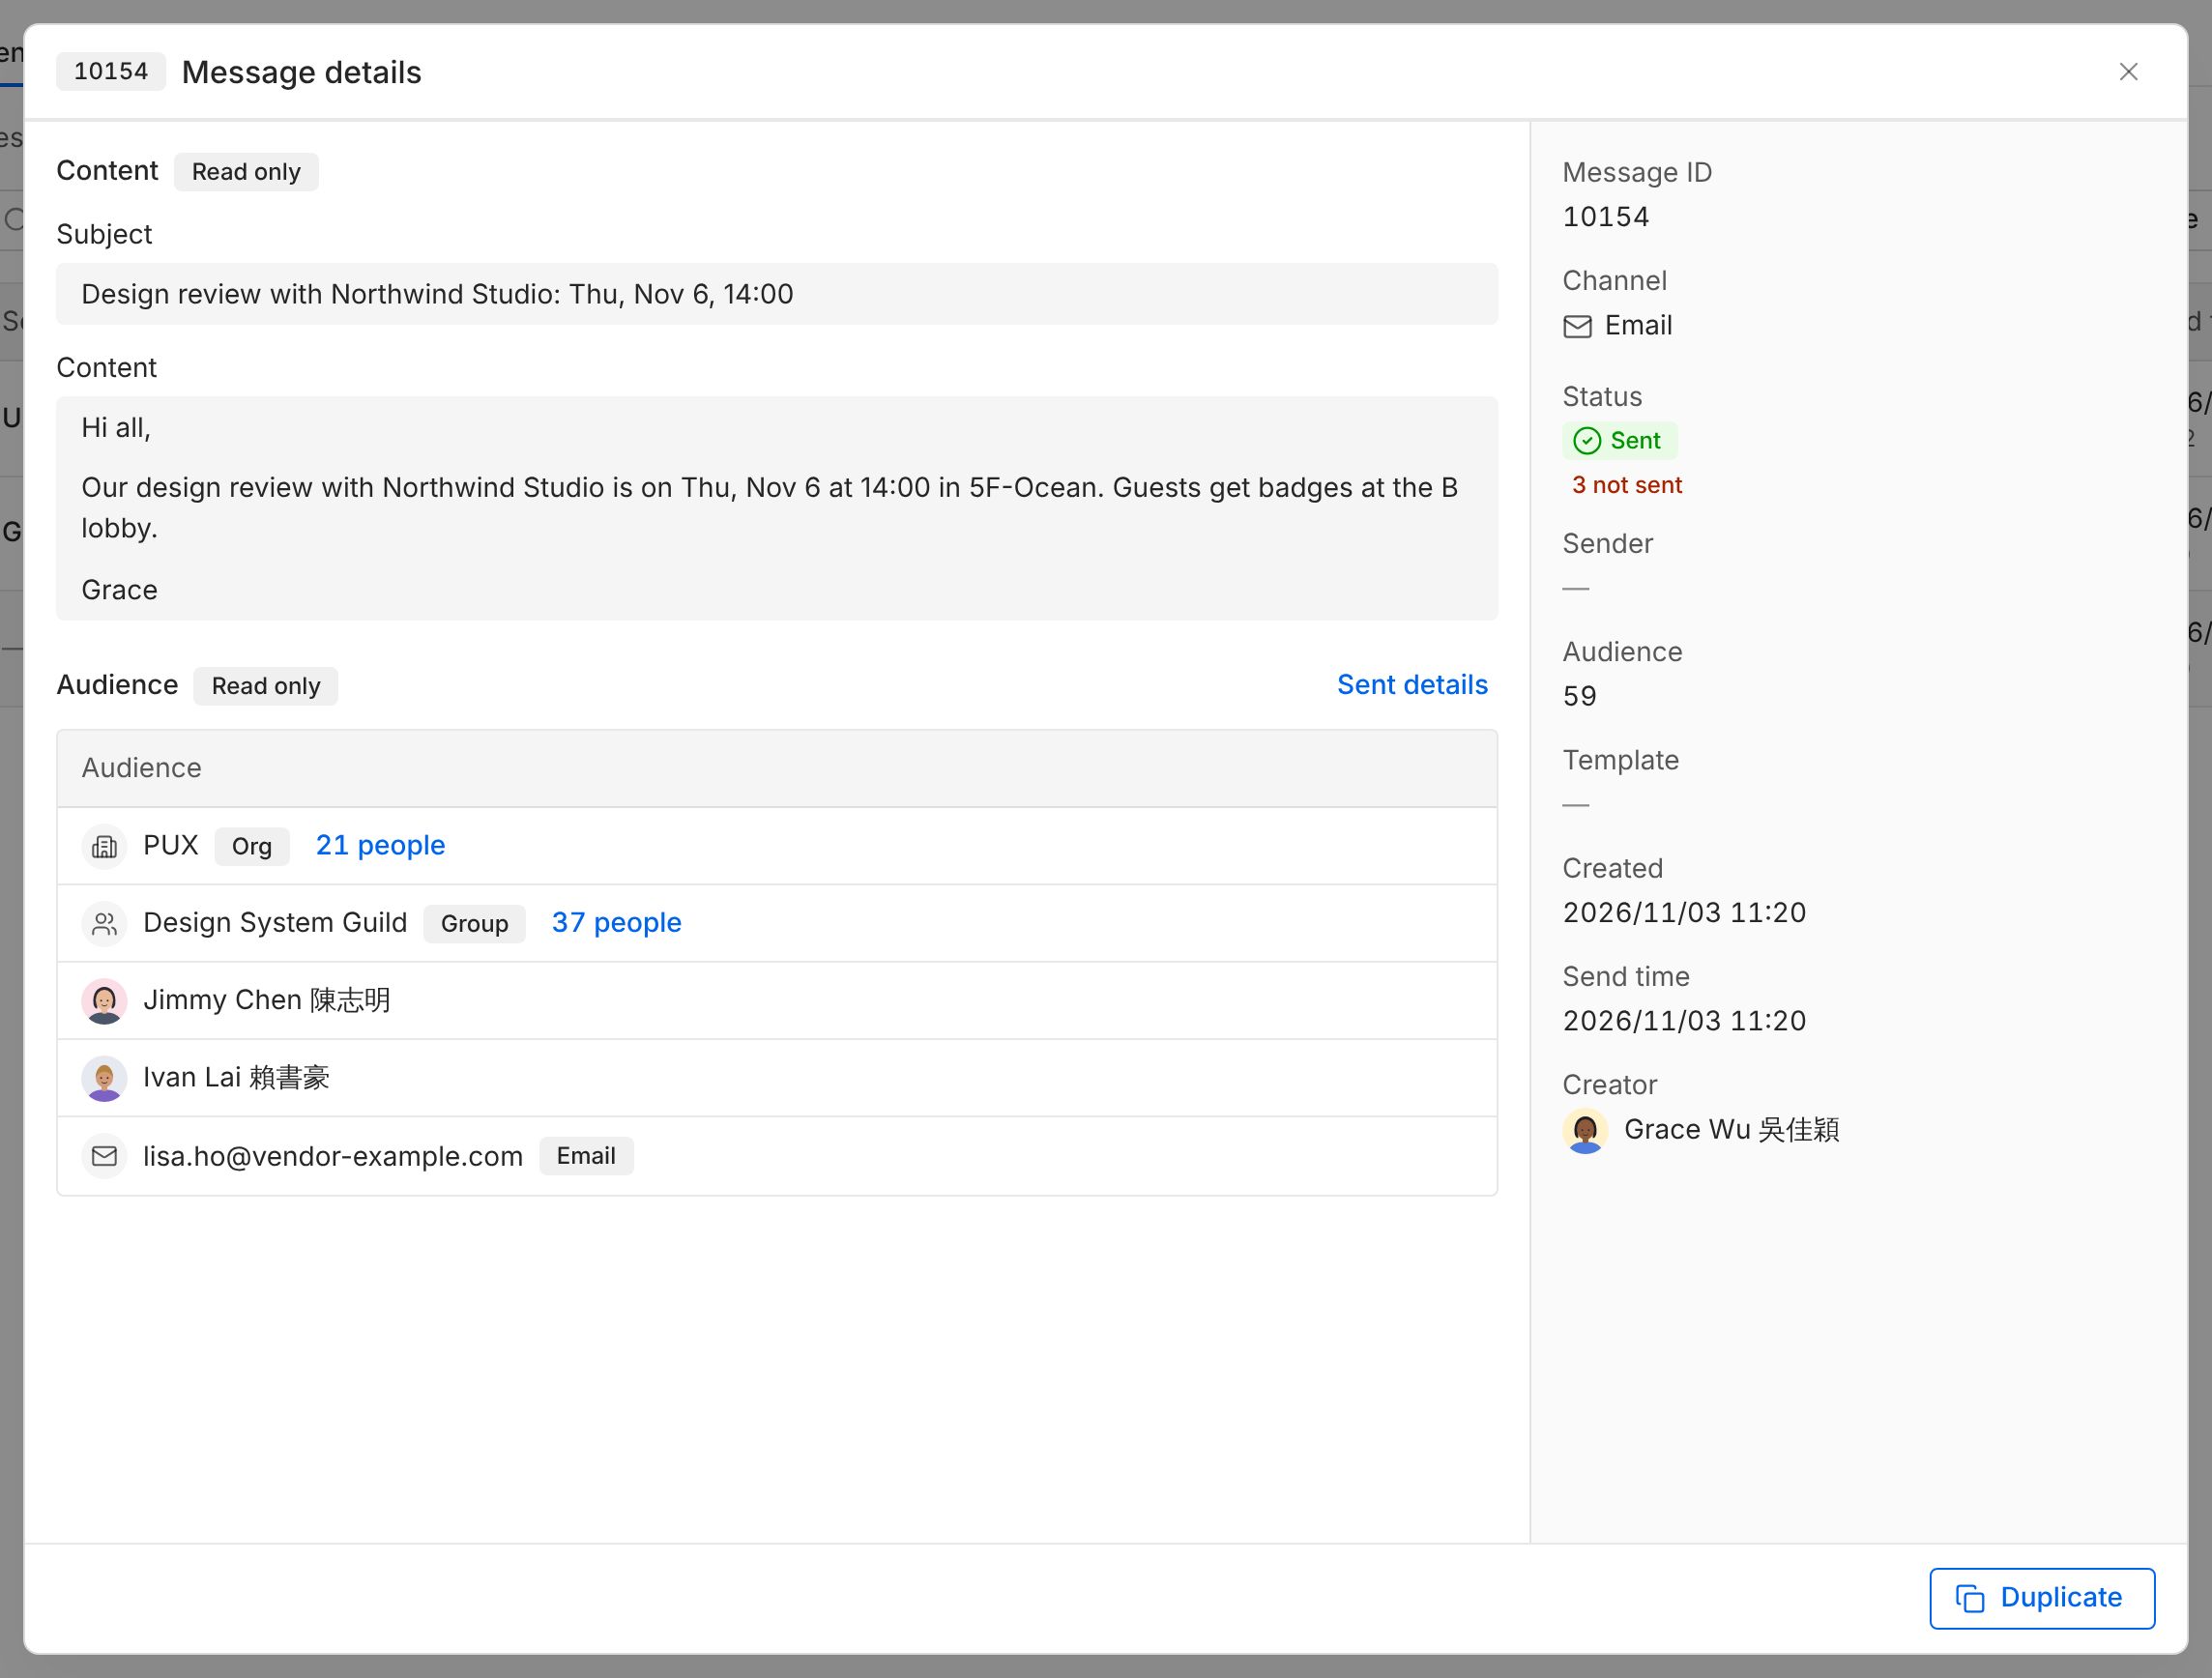 10154 Message details
Content Read only
Subject
Design review with Northwind Studio: Thu, Nov 6, 14:00
Content
Hi all,
Our design review with Northwind Studio is on Thu, Nov 6 at 14:00 in 5F-Ocean. Guests get badges at the B
lobby.
Grace
Audience Read only Sent details
Audience
PUX Org 21 people
Design System Guild Group 37 people
Jimmy Chen 陳志明
Ivan Lai 賴書豪
lisa.ho@vendor-example.com Email
Message ID
10154
Channel
Email
Status
Sent
3 not sent
Sender
—
Audience
59
Template
—
Created
2026/11/03 11:20
Send time
2026/11/03 11:20
Creator
Grace Wu 吳佳穎
Duplicate